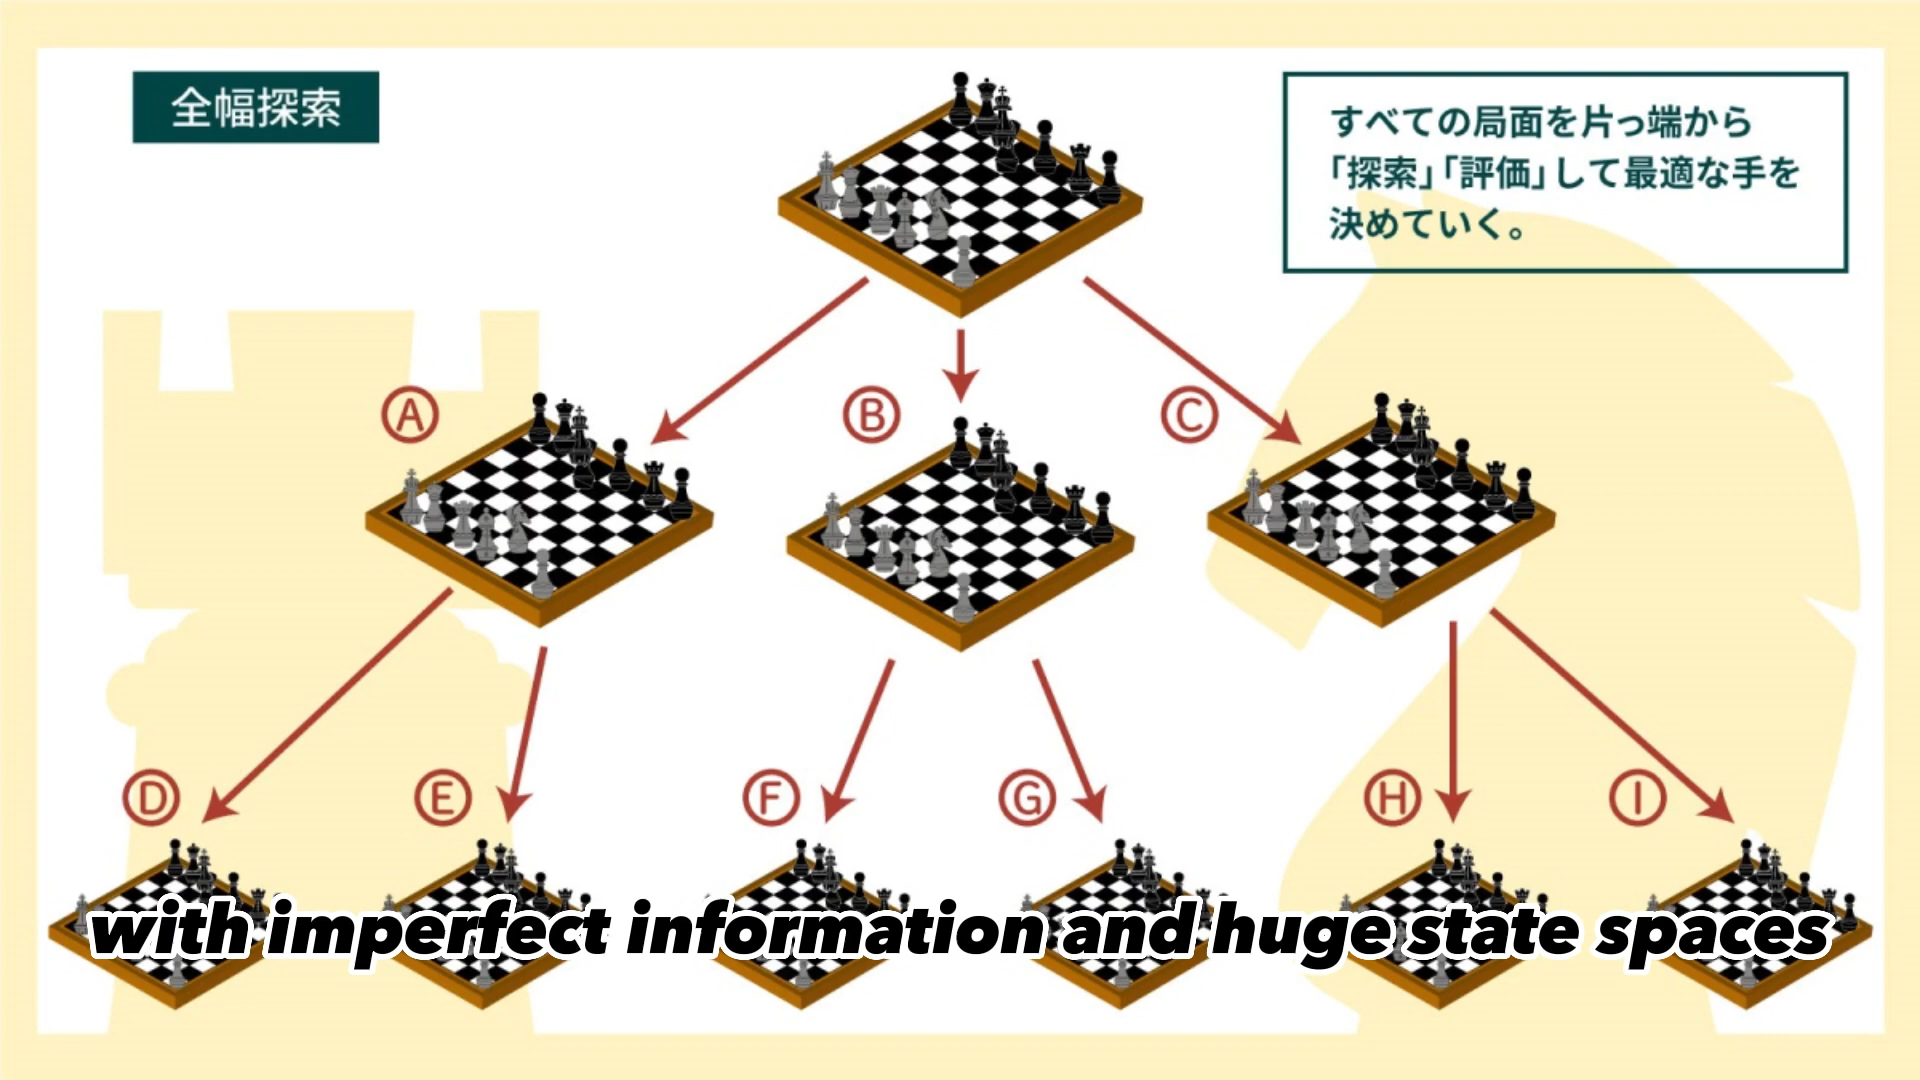 全幅探索
すべての局面を片っ端から
｢探索｣｢評価｣して最適な手を
決めていく。
A
B
C
D
E
F
G
H
I
with imperfect information and huge state spaces